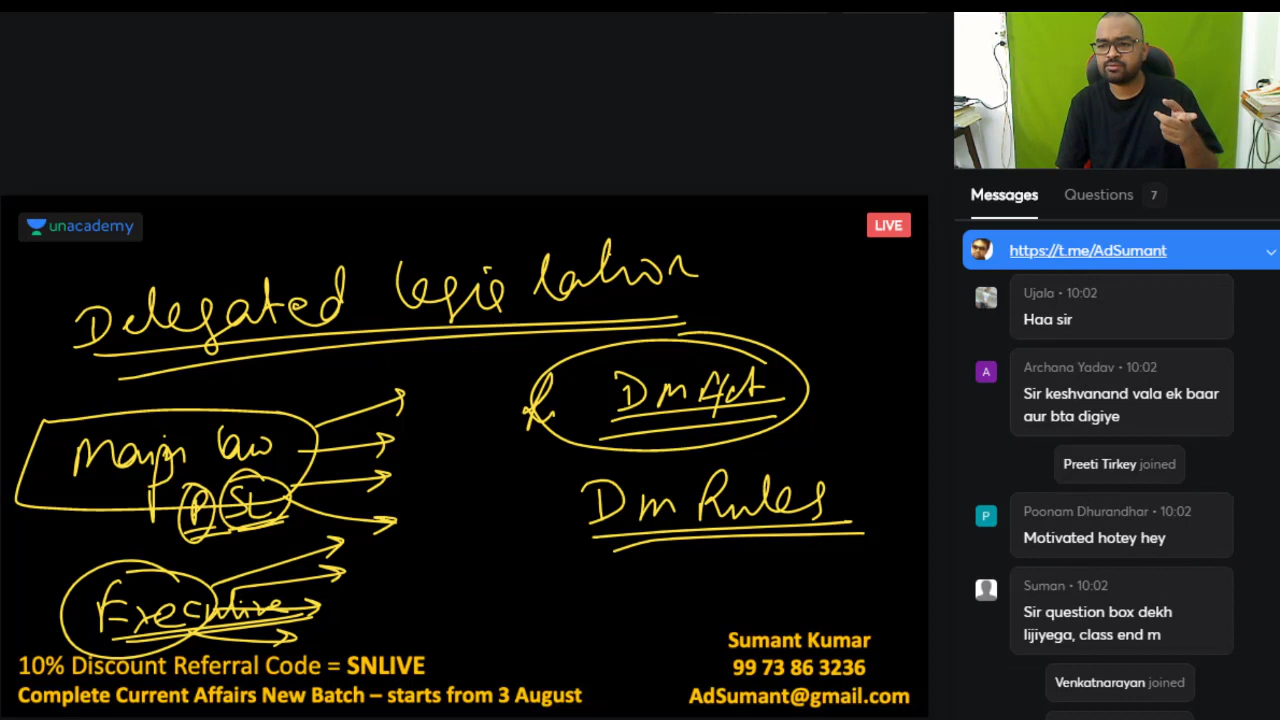 unacademy
LIVE
Delegated legislation
Dm Act
Main law
P SL
Dm Rules
Executive
10% Discount Referral Code = SNLIVE
Complete Current Affairs New Batch – starts from 3 August
Sumant Kumar
99 73 86 3236
AdSumant@gmail.com
Messages Questions 7
https://t.me/AdSumant
Ujala • 10:02
Haa sir
A
Archana Yadav • 10:02
Sir keshvanand vala ek baar
aur bta digiye
Preeti Tirkey joined
P
Poonam Dhurandhar • 10:02
Motivated hotey hey
Suman • 10:02
Sir question box dekh
lijiyega, class end m
Venkatnarayan joined